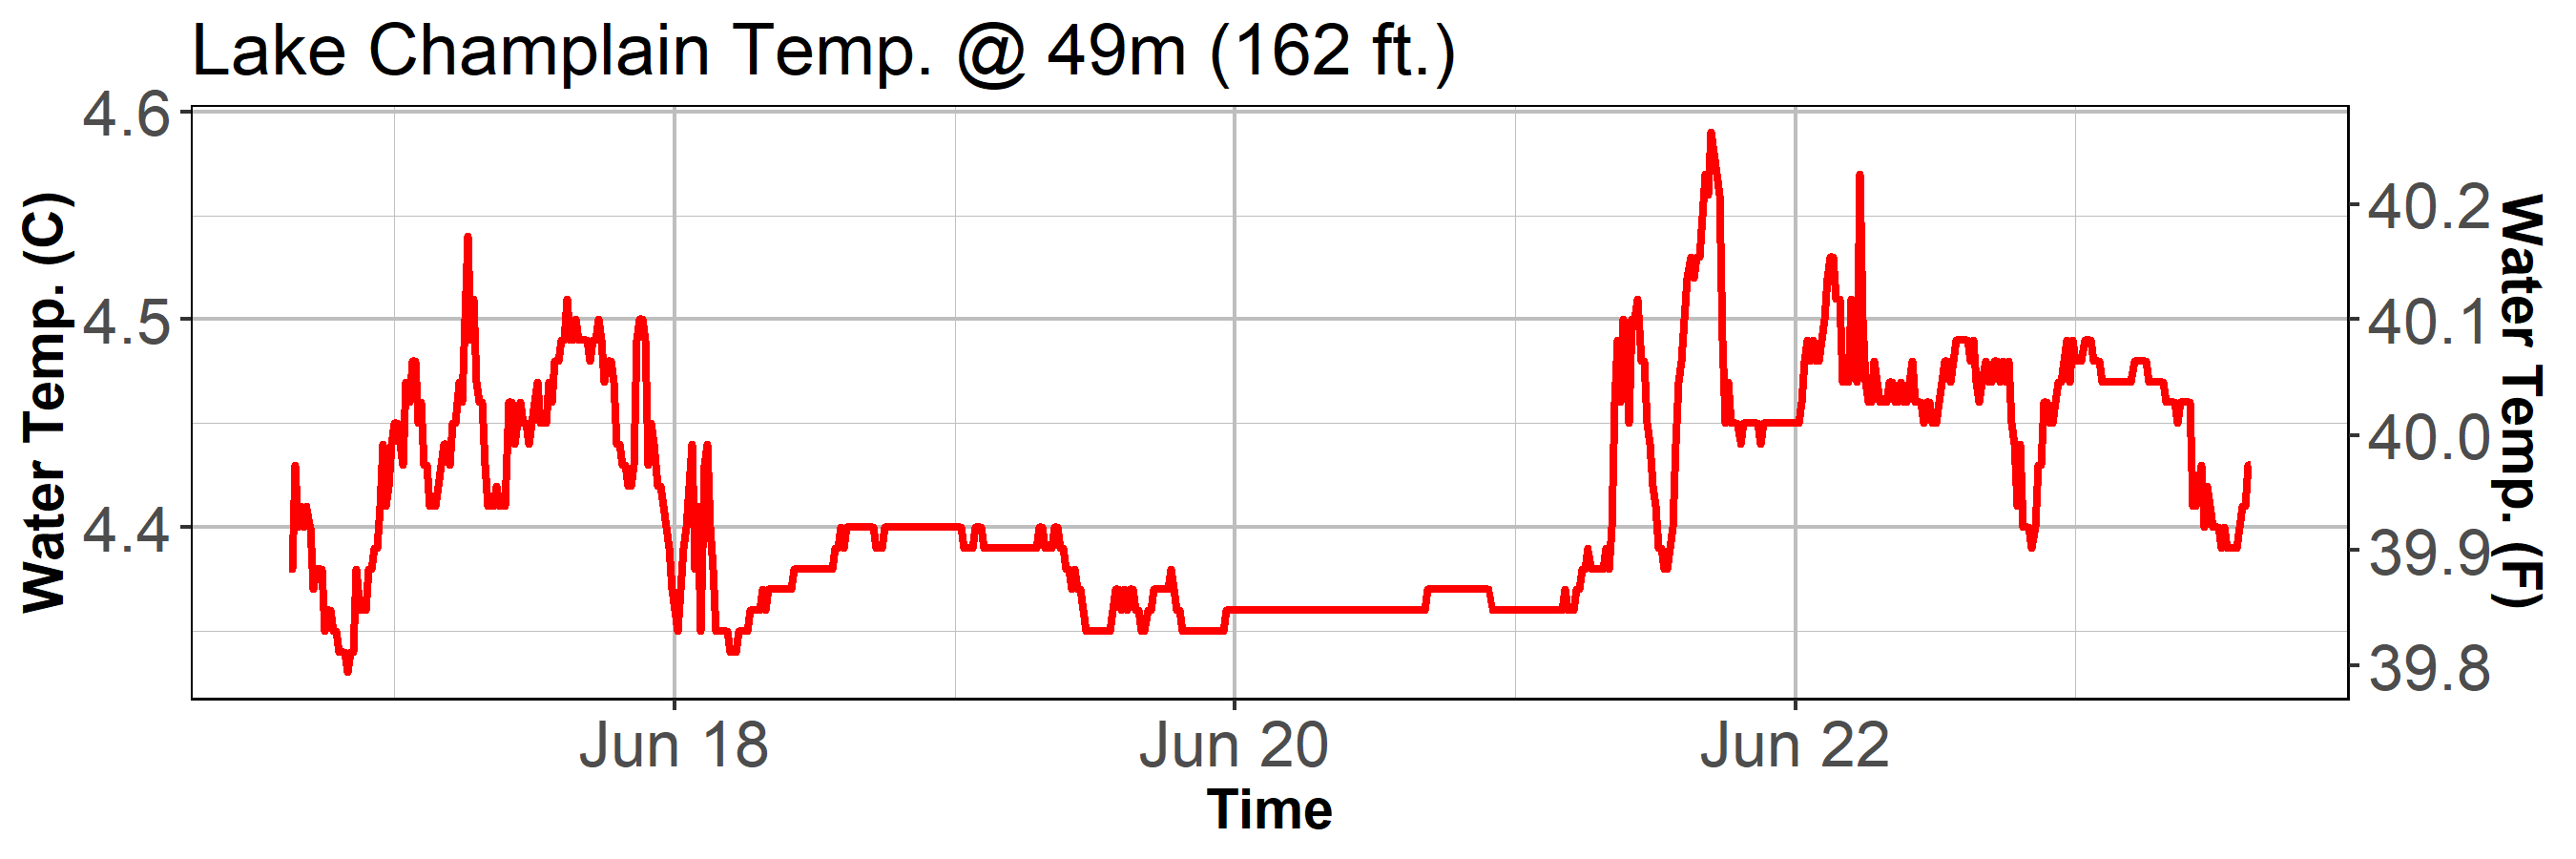 Lake Champlain Temp. @ 49m (162 ft.)
Water Temp. (C)
4.6
4.5
4.4
40.2
40.1
40.0
39.9
39.8
Water Temp. (F)
Jun 18 Jun 20 Jun 22
Time